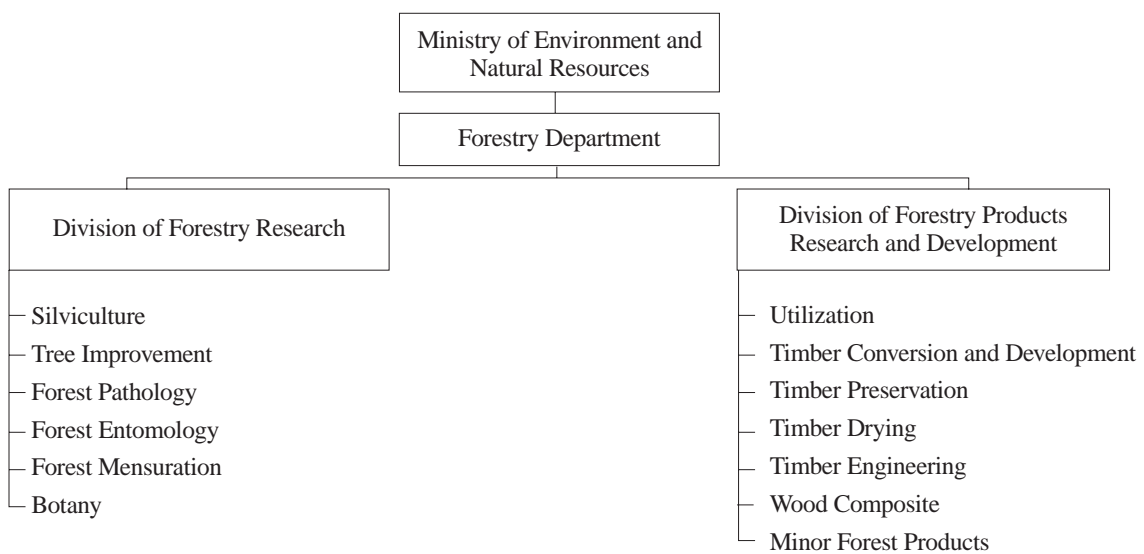 Ministry of Environment and
Natural Resources
Forestry Department
Division of Forestry Research
Silviculture
Tree Improvement
Forest Pathology
Forest Entomology
Forest Mensuration
Botany
Division of Forestry Products
Research and Development
Utilization
Timber Conversion and Development
Timber Preservation
Timber Drying
Timber Engineering
Wood Composite
Minor Forest Products